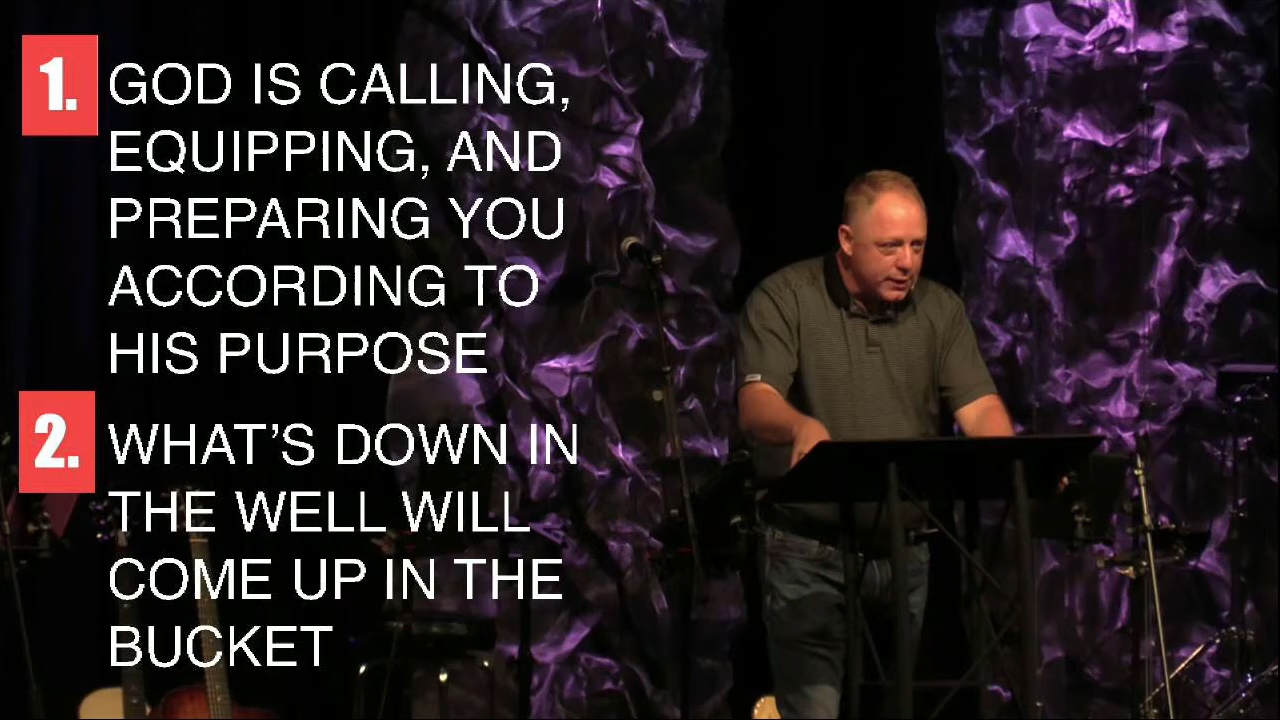 1. GOD IS CALLING,
EQUIPPING, AND
PREPARING YOU
ACCORDING TO
HIS PURPOSE
2. WHAT'S DOWN IN
THE WELL WILL
COME UP IN THE
BUCKET